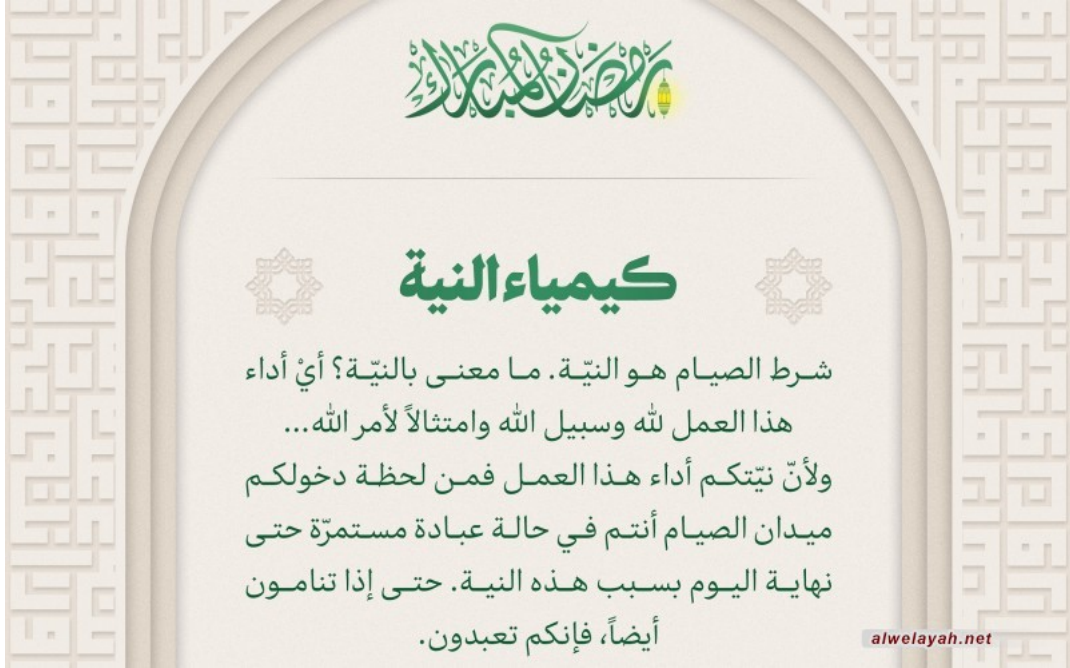 رمضان المبارك
كيمياء النية
شرط الصيام هو النيّة. ما معنى بالنيّة؟ أيْ أداء
هذا العمل لله وسبيل الله وامتثالاً لأمر الله...
ولأنّ نيّتكم أداء هذا العمل فمن لحظة دخولكم
ميدان الصيام أنتم في حالة عبادة مستمرّة حتى
نهاية اليوم بسبب هذه النية. حتى إذا تنامون
أيضاً، فإنكم تعبدون.
alwelayah.net